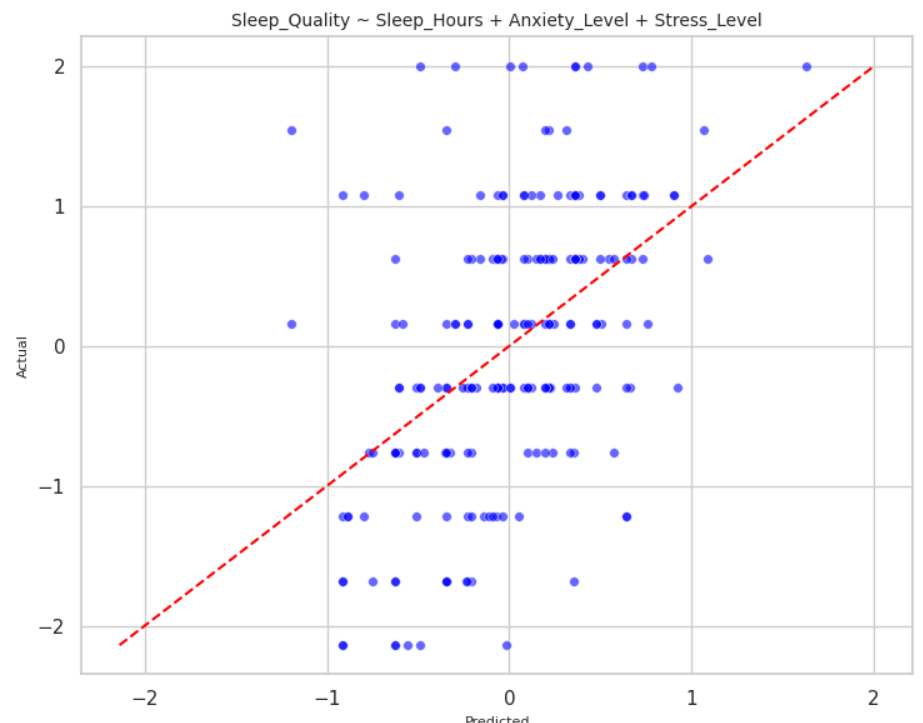 Sleep_Quality ~ Sleep_Hours + Anxiety_Level + Stress_Level
2
1
0
−1
−2
Actual
−2 −1 0 1 2
Predicted